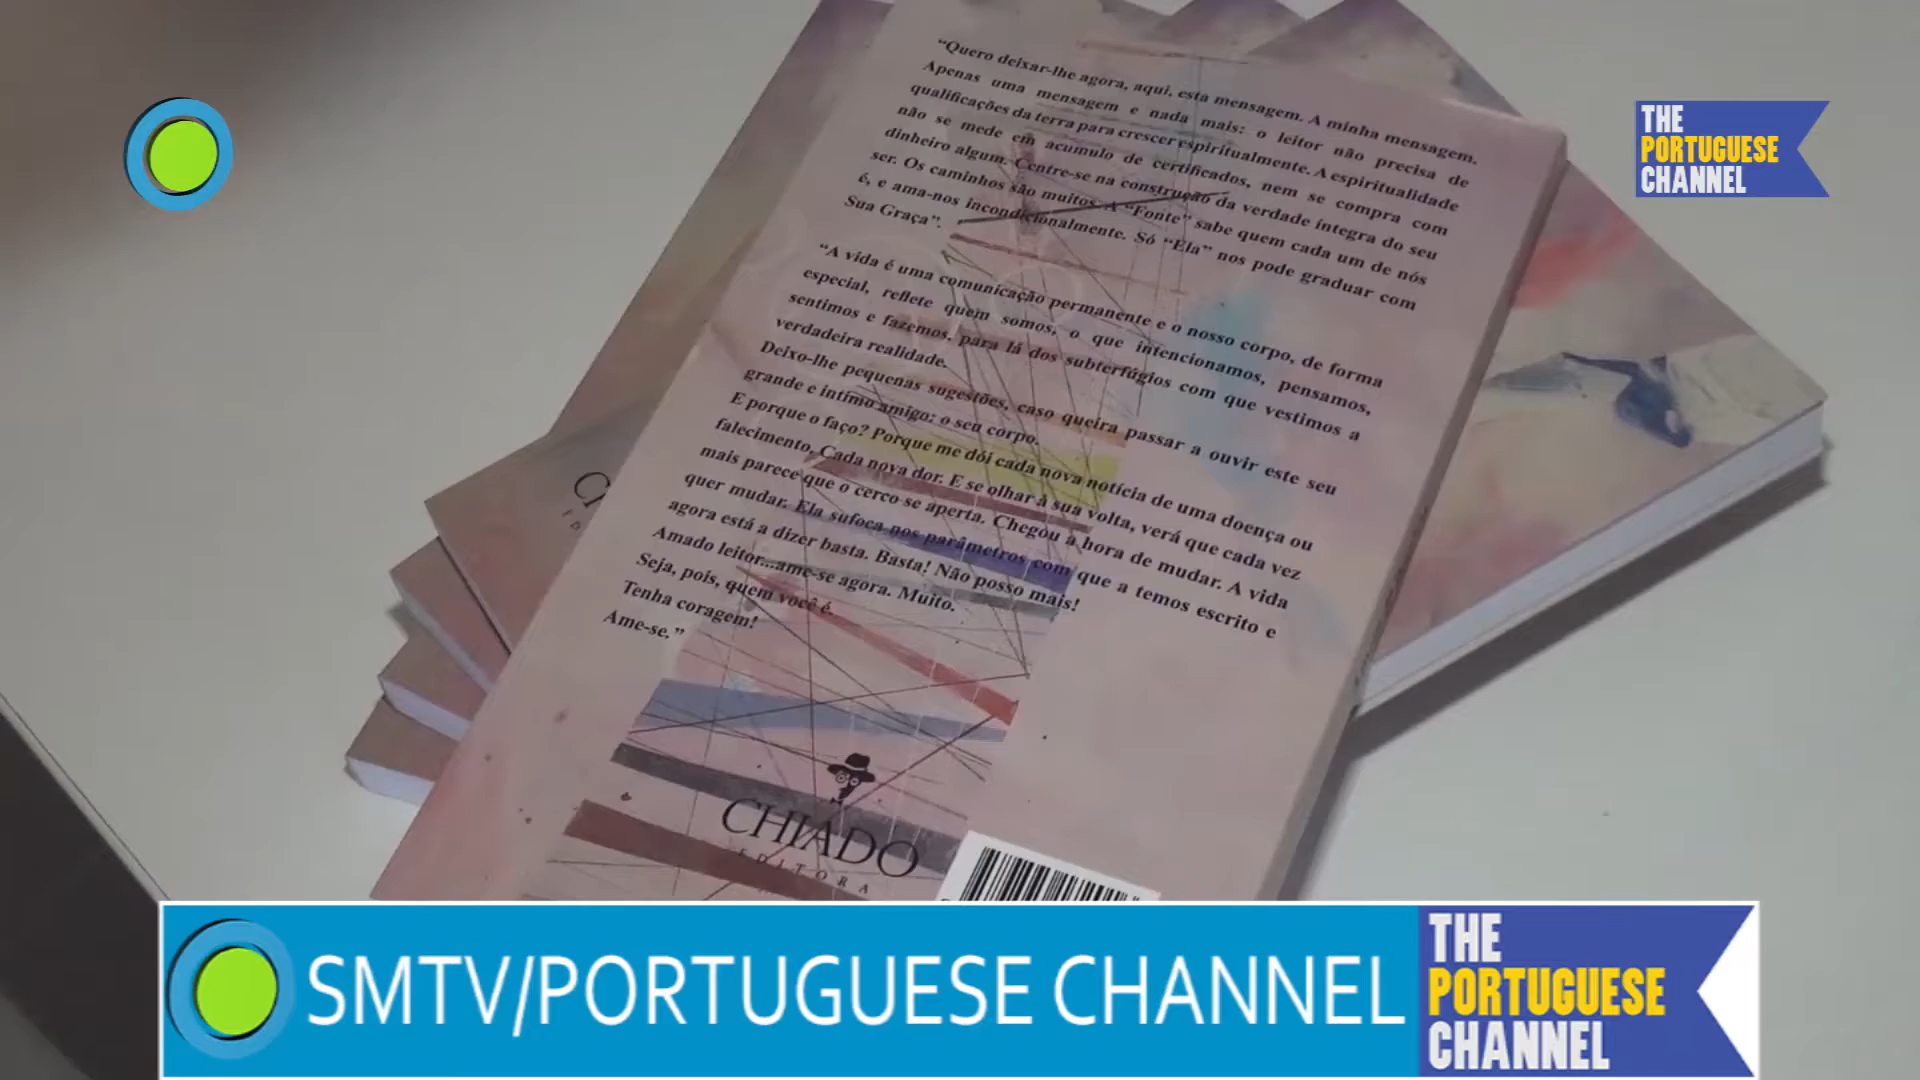 THE
PORTUGUESE
CHANNEL
“Quero deixar-lhe agora, aqui, esta mensagem. A minha mensagem.
Apenas uma mensagem e nada mais: o leitor não precisa de
qualificações da terra para crescer espiritualmente. A espiritualidade
não se mede em acumulo de certificados, nem se compra com
dinheiro algum. Centre-se na construção da verdade íntegra do seu
ser. Os caminhos são muitos. A “Fonte” sabe quem cada um de nós
é, e ama-nos incondicionalmente. Só “Ela” nos pode graduar com
Sua Graça”.
“A vida é uma comunicação permanente e o nosso corpo, de forma
especial, reflete quem somos, o que intencionamos, pensamos,
sentimos e fazemos, para lá dos subterfúgios com que vestimos a
verdadeira realidade.
Deixo-lhe pequenas sugestões, caso queira passar a ouvir este seu
grande e íntimo amigo: o seu corpo.
E porque o faço? Porque me dói cada nova notícia de uma doença ou
falecimento. Cada nova dor. E se olhar à sua volta, verá que cada vez
mais parece que o cerco se aperta. Chegou a hora de mudar. A vida
quer mudar. Ela sufoca nos parâmetros com que a temos escrito e
agora está a dizer basta. Basta! Não posso mais!
Amado leitor...ame-se agora. Muito.
Seja, pois, quem você é.
Tenha coragem!
Ame-se.”
CHIADO
EDITORA
SMTV/PORTUGUESE CHANNEL
THE
PORTUGUESE
CHANNEL